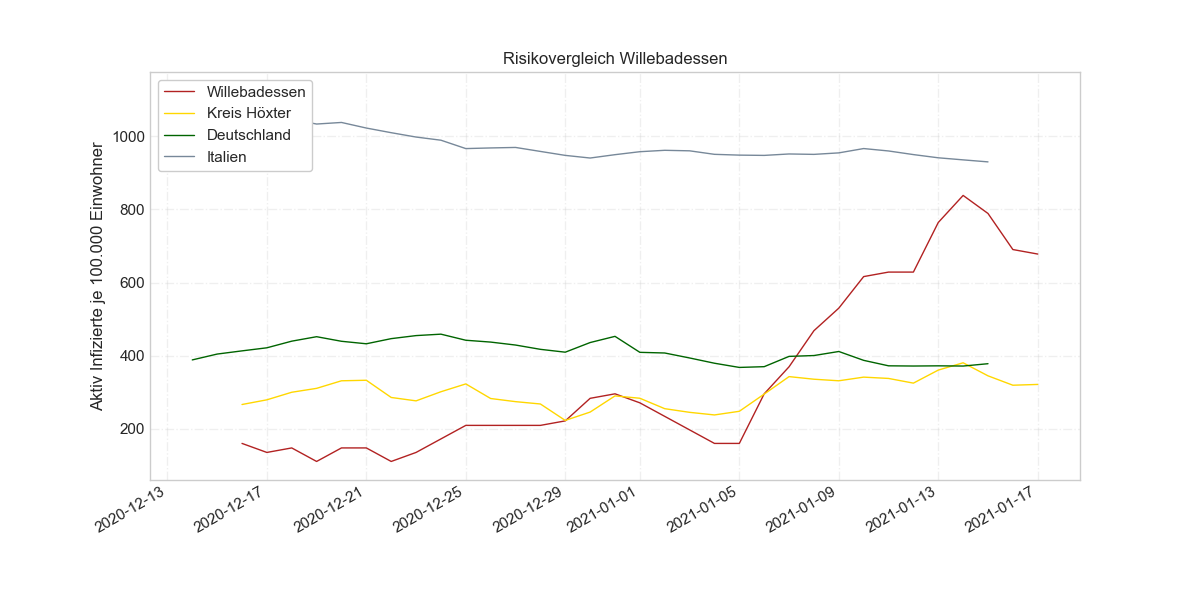 Risikovergleich Willebadessen
Willebadessen
Kreis Höxter
Deutschland
Italien
Aktiv Infizierte je 100.000 Einwohner
1000
800
600
400
200
2020-12-13
2020-12-17
2020-12-21
2020-12-25
2020-12-29
2021-01-01
2021-01-05
2021-01-09
2021-01-13
2021-01-17